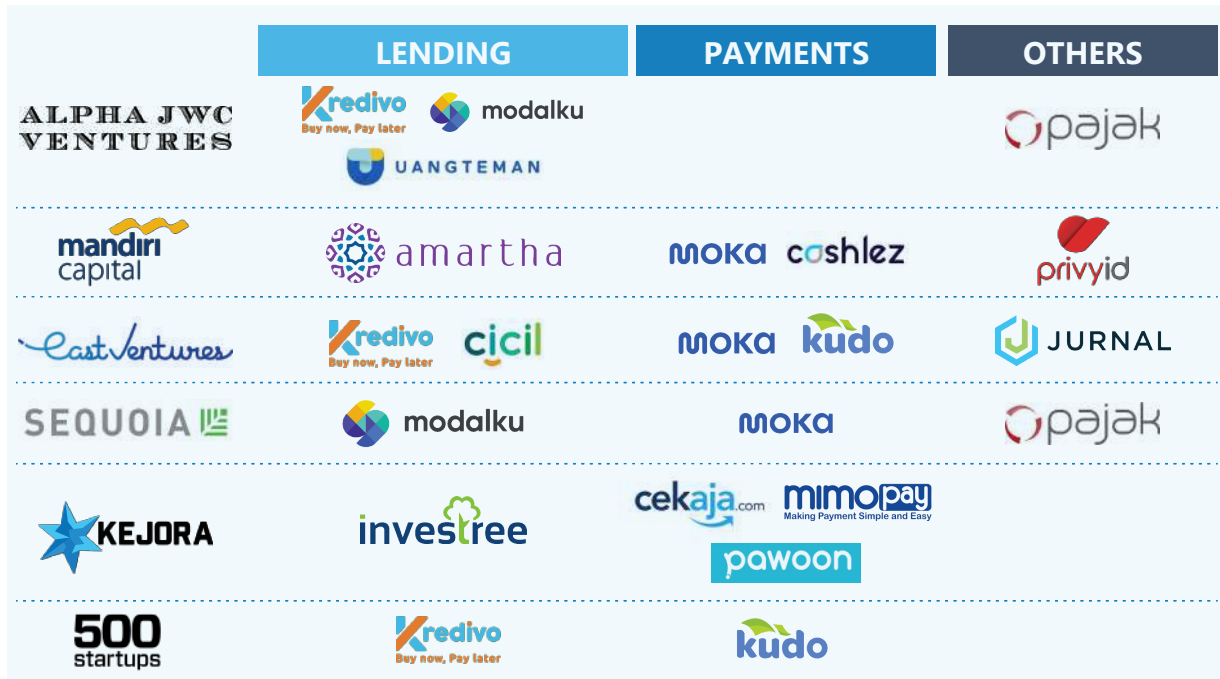 LENDING PAYMENTS OTHERS
ALPHA JWC
VENTURES
Kredivo
Buy now, Pay later
modalku
UANGTEMAN
pajak
mandiri
capital
amartha
MOKA cashlez
privyid
East Ventures
Kredivo
Buy now, Pay later
cicil
MOKA kudo
JURNAL
SEQUOIA
modalku
MOKA
pajak
KEJORA
investree
cekaja.com
mimopay
Making Payment Simple and Easy
pawoon
500
startups
Kredivo
Buy now, Pay later
kudo